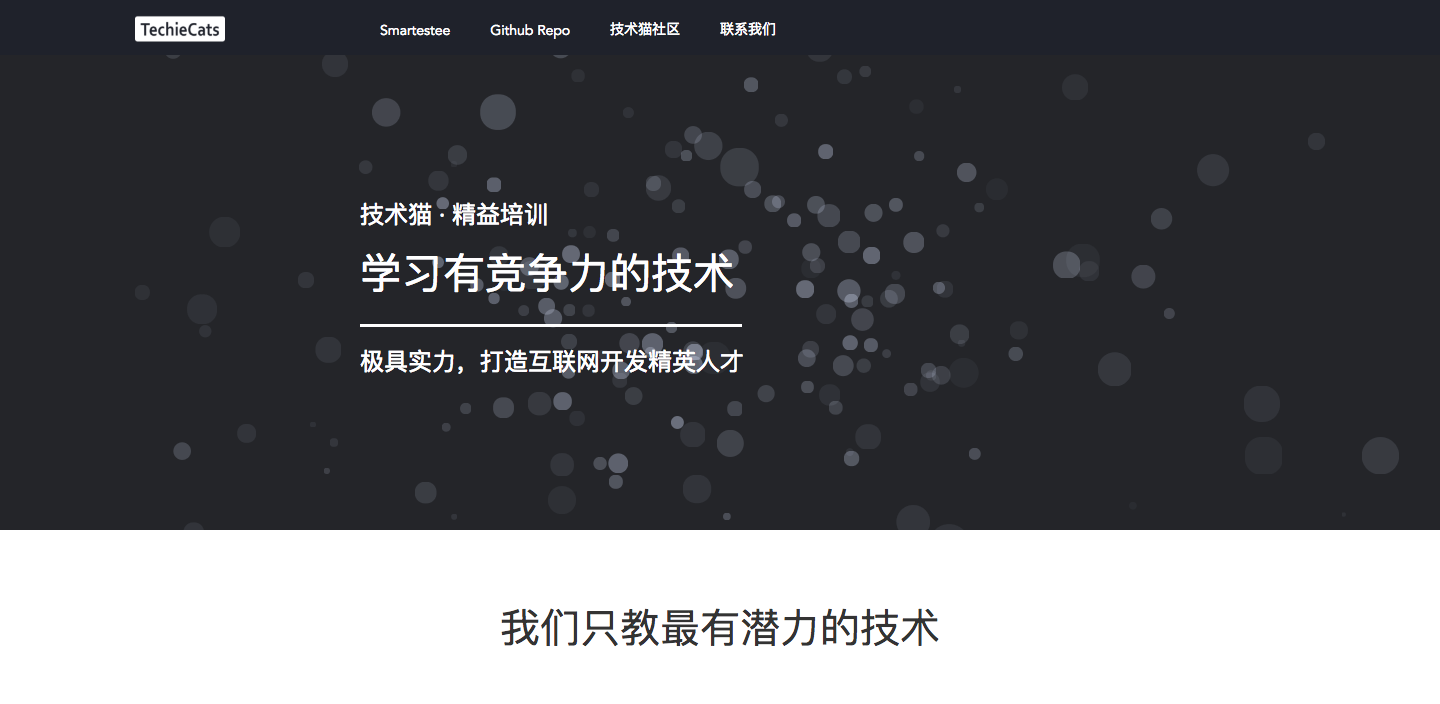 TechieCats Smartestee Github Repo 技术猫社区 联系我们
技术猫 · 精益培训
学习有竞争力的技术
极具实力，打造互联网开发精英人才
我们只教最有潜力的技术